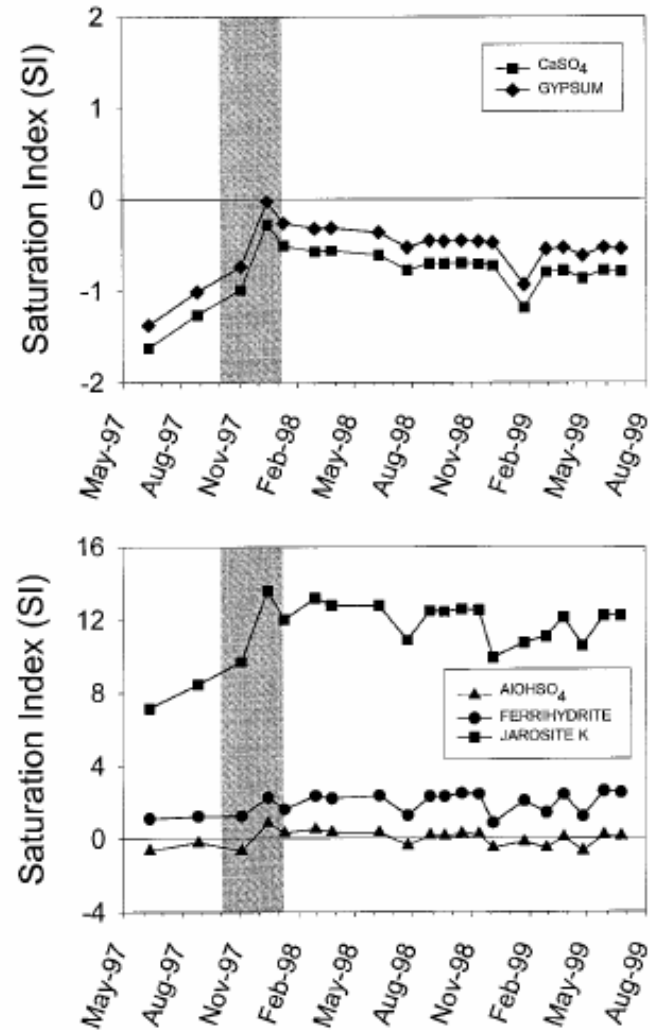 Saturation Index (SI)
2
1
0
-1
-2
CaSO4
GYPSUM
May-97
Aug-97
Nov-97
Feb-98
May-98
Aug-98
Nov-98
Feb-99
May-99
Aug-99
Saturation Index (SI)
16
12
8
4
0
-4
AlOHSO4
FERRIHYDRITE
JAROSITE K
May-97
Aug-97
Nov-97
Feb-98
May-98
Aug-98
Nov-98
Feb-99
May-99
Aug-99